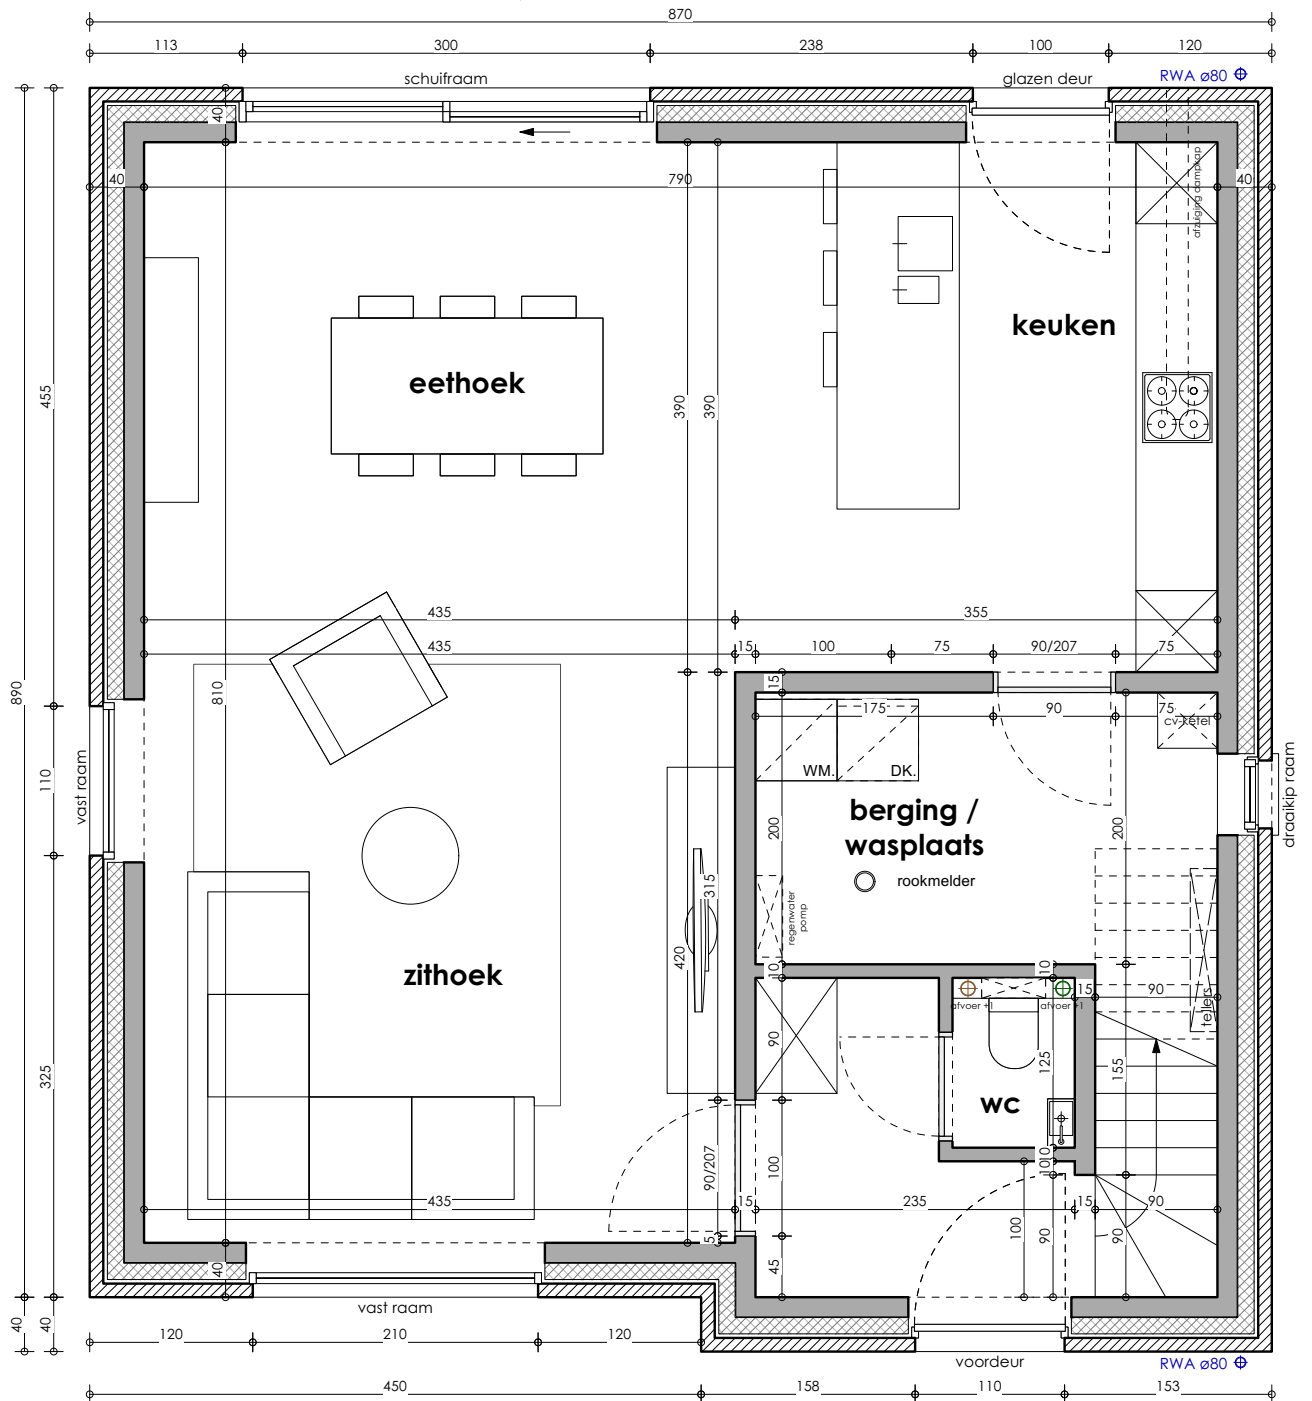 870
113
300
238
100
120
schuifraam
glazen deur
RWA ø80
40
40
790
40
afzuiging dampkap
keuken
eethoek
455
390
390
435
355
435
15
100
75
90/207
75
890
810
15
175
90
75
cv-ketel
WM.
DK.
110
vast raam
draaikip raam
berging /
wasplaats
200
200
rookmelder
315
regenwater
pomp
420
zithoek
10
10
15
90
afvoer +1
afvoer +1
tellers
325
90
125
155
wc
10
10
90/207
100
435
15
235
15
90
100
90
90
5
45
40
40
40
vast raam
voordeur
RWA ø80
120
210
120
450
158
110
153